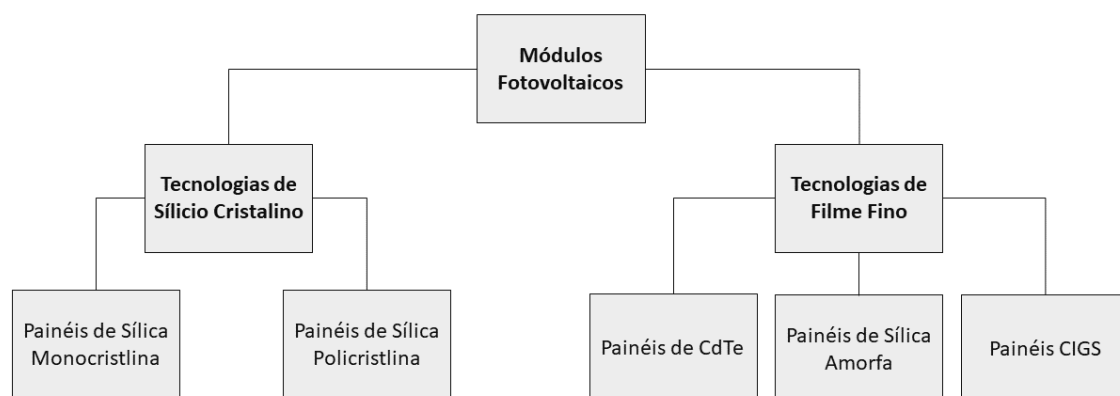 Módulos
Fotovoltaicos
Tecnologias de
Sílicio Cristalino
Tecnologias de
Filme Fino
Painéis de Sílica
Monocristlina
Painéis de Sílica
Policristlina
Painéis de CdTe
Painéis de Sílica
Amorfa
Painéis CIGS